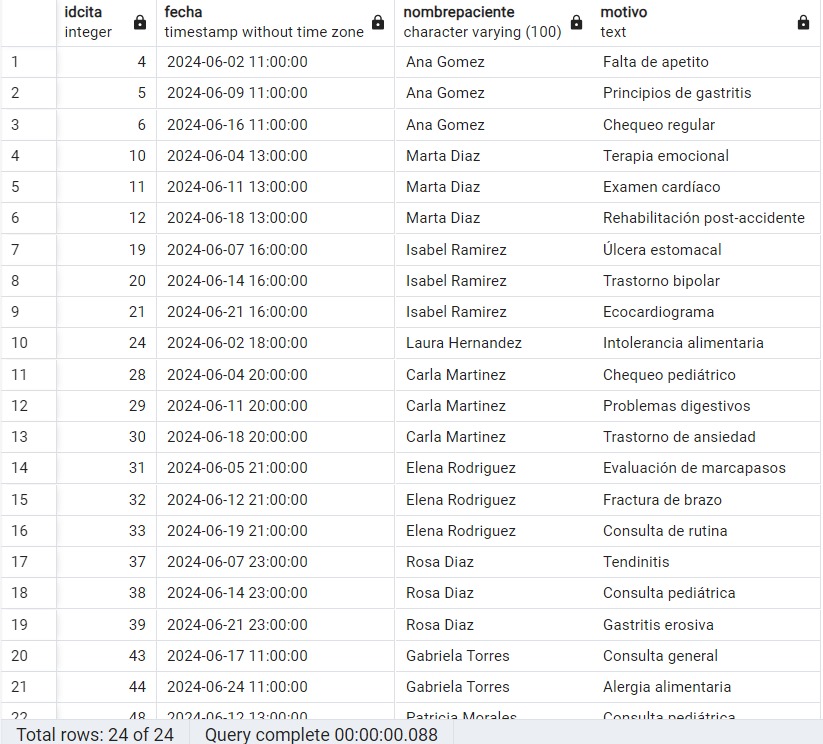 idcita fecha nombrepaciente motivo
integer timestamp without time zone character varying (100) text
1 4 2024-06-02 11:00:00 Ana Gomez Falta de apetito
2 5 2024-06-09 11:00:00 Ana Gomez Principios de gastritis
3 6 2024-06-16 11:00:00 Ana Gomez Chequeo regular
4 10 2024-06-04 13:00:00 Marta Diaz Terapia emocional
5 11 2024-06-11 13:00:00 Marta Diaz Examen cardíaco
6 12 2024-06-18 13:00:00 Marta Diaz Rehabilitación post-accidente
7 19 2024-06-07 16:00:00 Isabel Ramirez Úlcera estomacal
8 20 2024-06-14 16:00:00 Isabel Ramirez Trastorno bipolar
9 21 2024-06-21 16:00:00 Isabel Ramirez Ecocardiograma
10 24 2024-06-02 18:00:00 Laura Hernandez Intolerancia alimentaria
11 28 2024-06-04 20:00:00 Carla Martinez Chequeo pediátrico
12 29 2024-06-11 20:00:00 Carla Martinez Problemas digestivos
13 30 2024-06-18 20:00:00 Carla Martinez Trastorno de ansiedad
14 31 2024-06-05 21:00:00 Elena Rodriguez Evaluación de marcapasos
15 32 2024-06-12 21:00:00 Elena Rodriguez Fractura de brazo
16 33 2024-06-19 21:00:00 Elena Rodriguez Consulta de rutina
17 37 2024-06-07 23:00:00 Rosa Diaz Tendinitis
18 38 2024-06-14 23:00:00 Rosa Diaz Consulta pediátrica
19 39 2024-06-21 23:00:00 Rosa Diaz Gastritis erosiva
20 43 2024-06-17 11:00:00 Gabriela Torres Consulta general
21 44 2024-06-24 11:00:00 Gabriela Torres Alergia alimentaria
22 48 2024-06-12 13:00:00 Patricia Morales Consulta pediátrica
Total rows: 24 of 24 Query complete 00:00:00.088